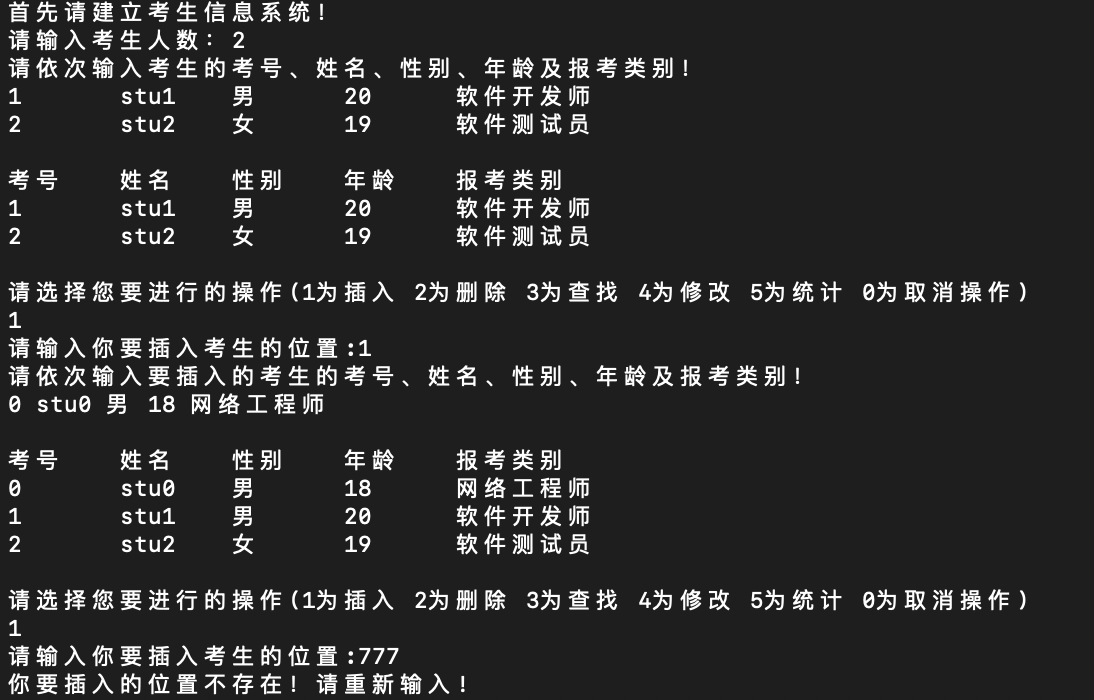 首先请建立考生信息系统！
请输入考生人数：2
请依次输入考生的考号、姓名、性别、年龄及报考类别！
1 stu1 男 20 软件开发师
2 stu2 女 19 软件测试员
考号 姓名 性别 年龄 报考类别
1 stu1 男 20 软件开发师
2 stu2 女 19 软件测试员
请选择您要进行的操作(1为插入 2为删除 3为查找 4为修改 5为统计 0为取消操作)
1
请输入你要插入考生的位置:1
请依次输入要插入的考生的考号、姓名、性别、年龄及报考类别！
0 stu0 男 18 网络工程师
考号 姓名 性别 年龄 报考类别
0 stu0 男 18 网络工程师
1 stu1 男 20 软件开发师
2 stu2 女 19 软件测试员
请选择您要进行的操作(1为插入 2为删除 3为查找 4为修改 5为统计 0为取消操作)
1
请输入你要插入考生的位置:777
你要插入的位置不存在！请重新输入！